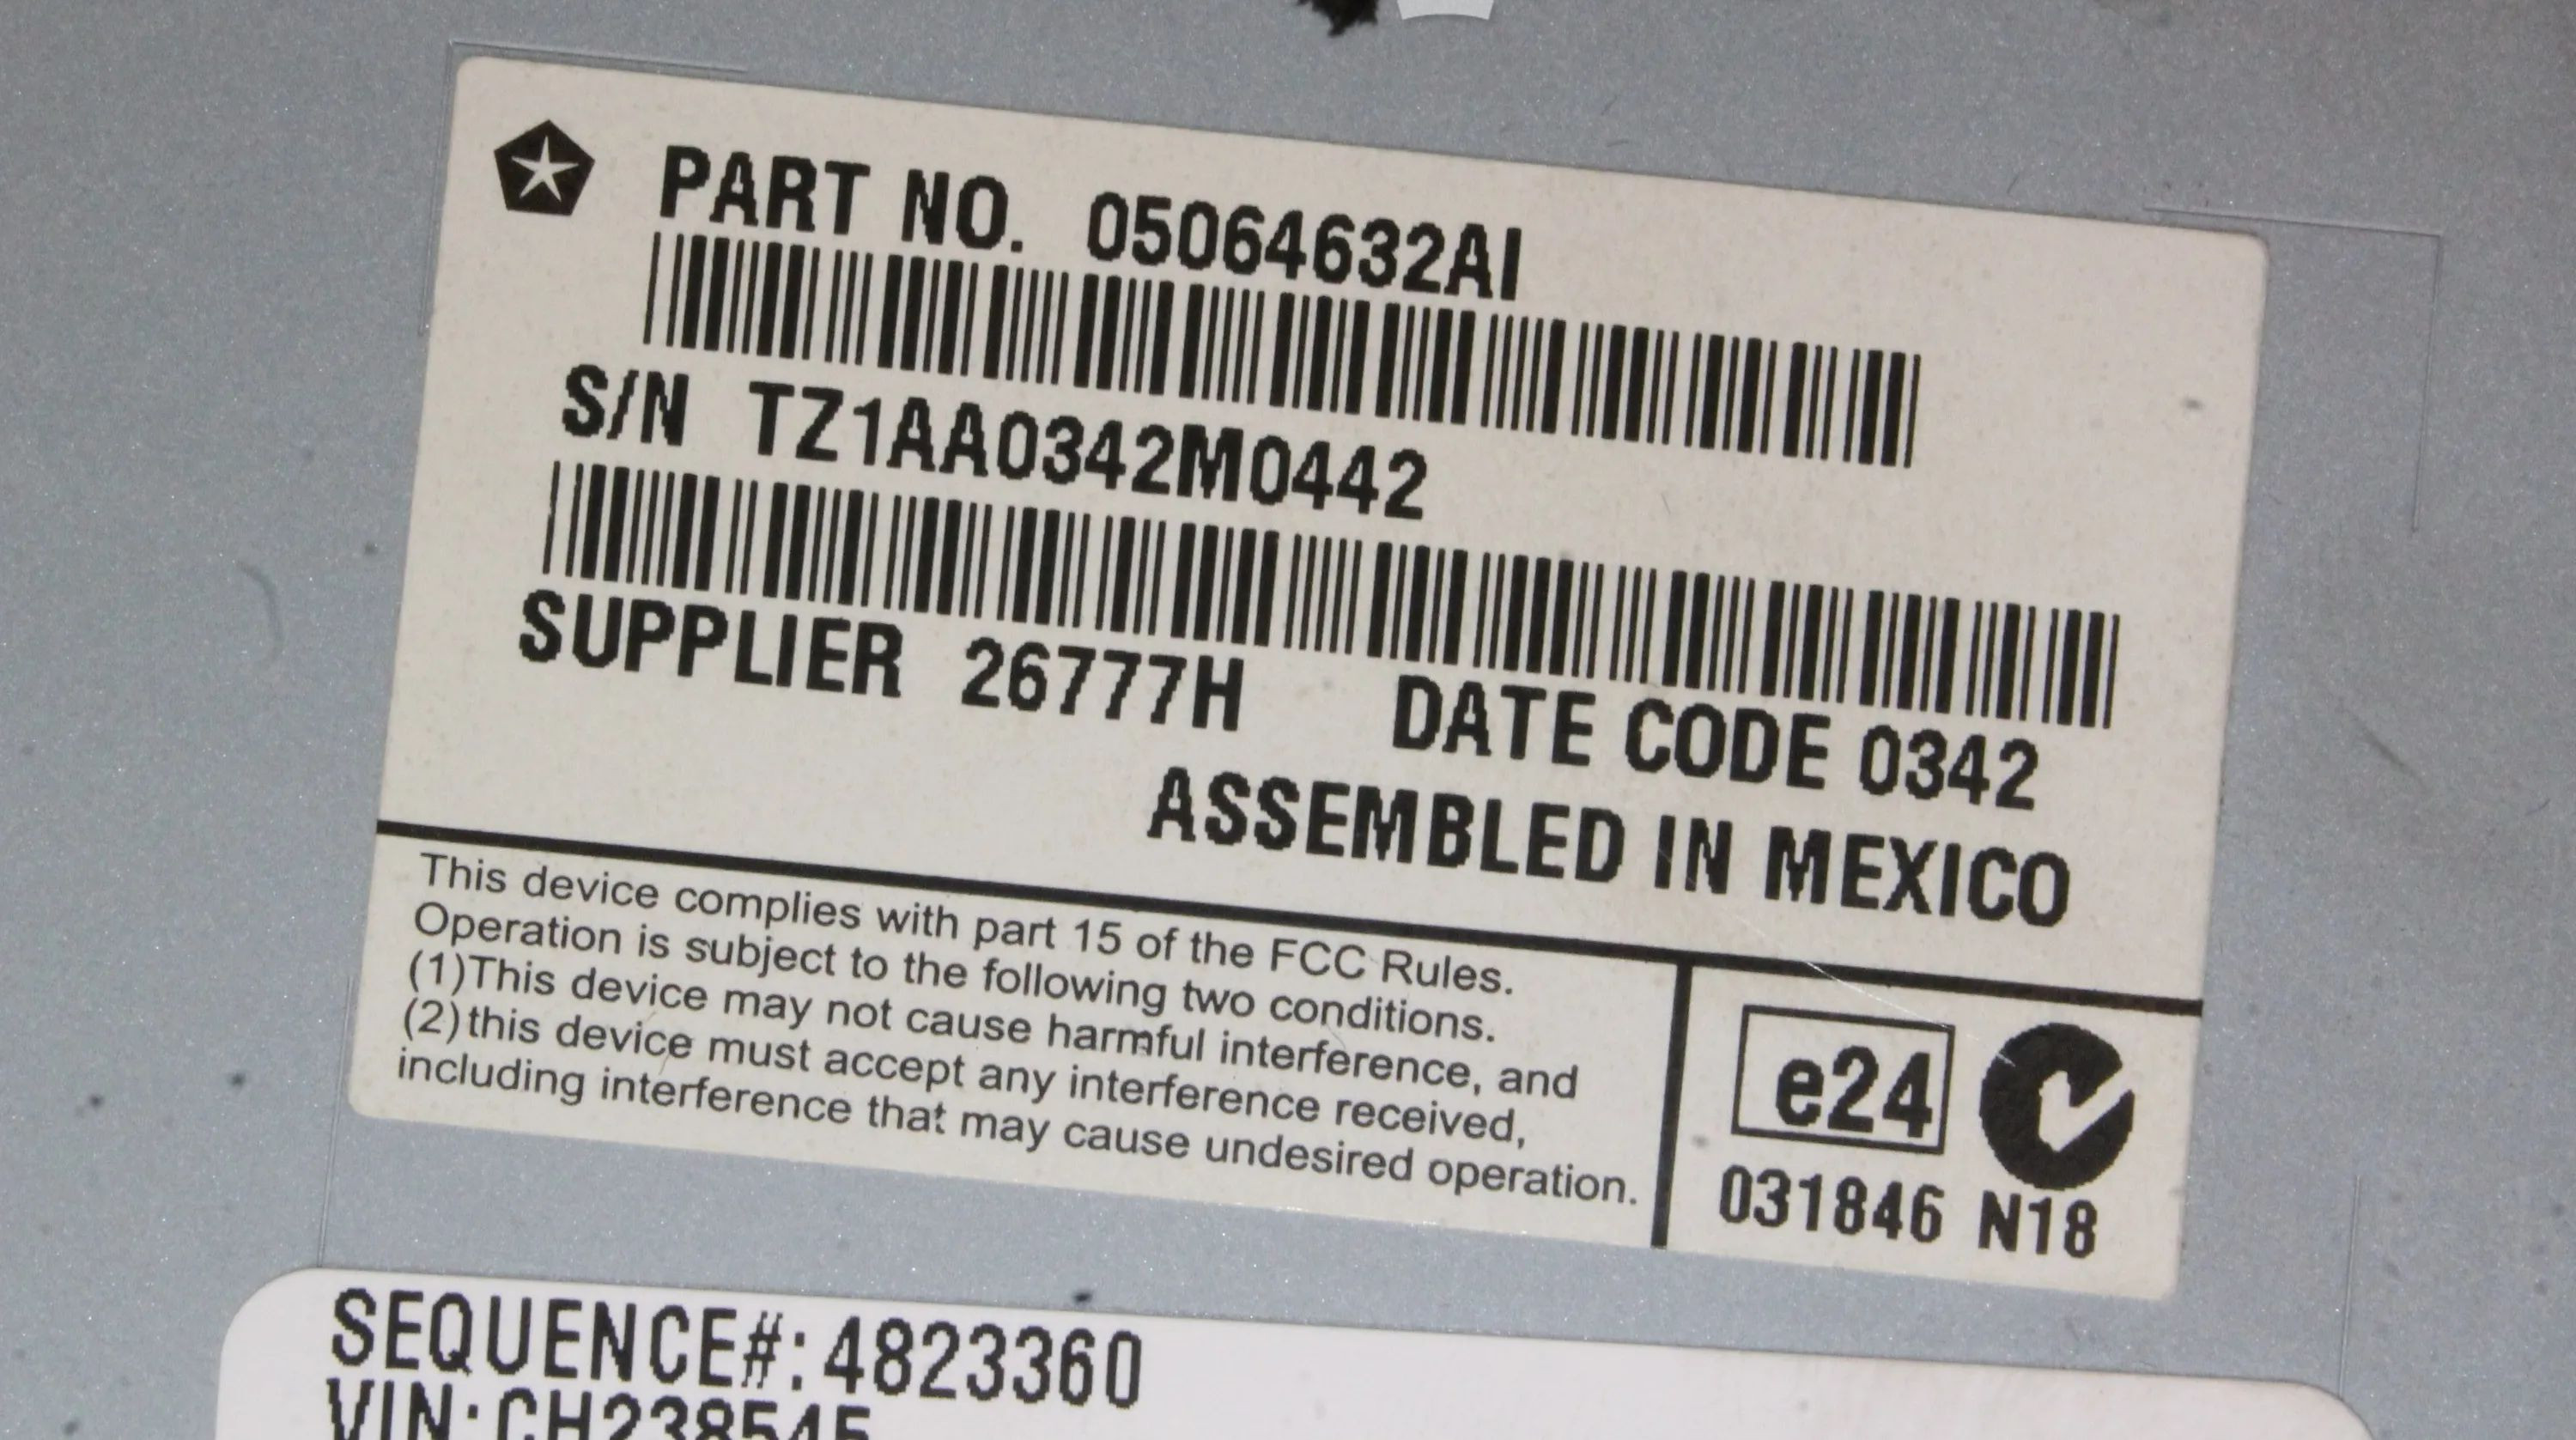 PART NO. 05064632AI
S/N TZ1AA0342M0442
SUPPLIER 26777H DATE CODE 0342
ASSEMBLED IN MEXICO
This device complies with part 15 of the FCC Rules.
Operation is subject to the following two conditions.
(1)This device may not cause harmful interference, and
(2)this device must accept any interference received,
including interference that may cause undesired operation.
e24
031846 N18
SEQUENCE#:4823360
VIN:CH238545